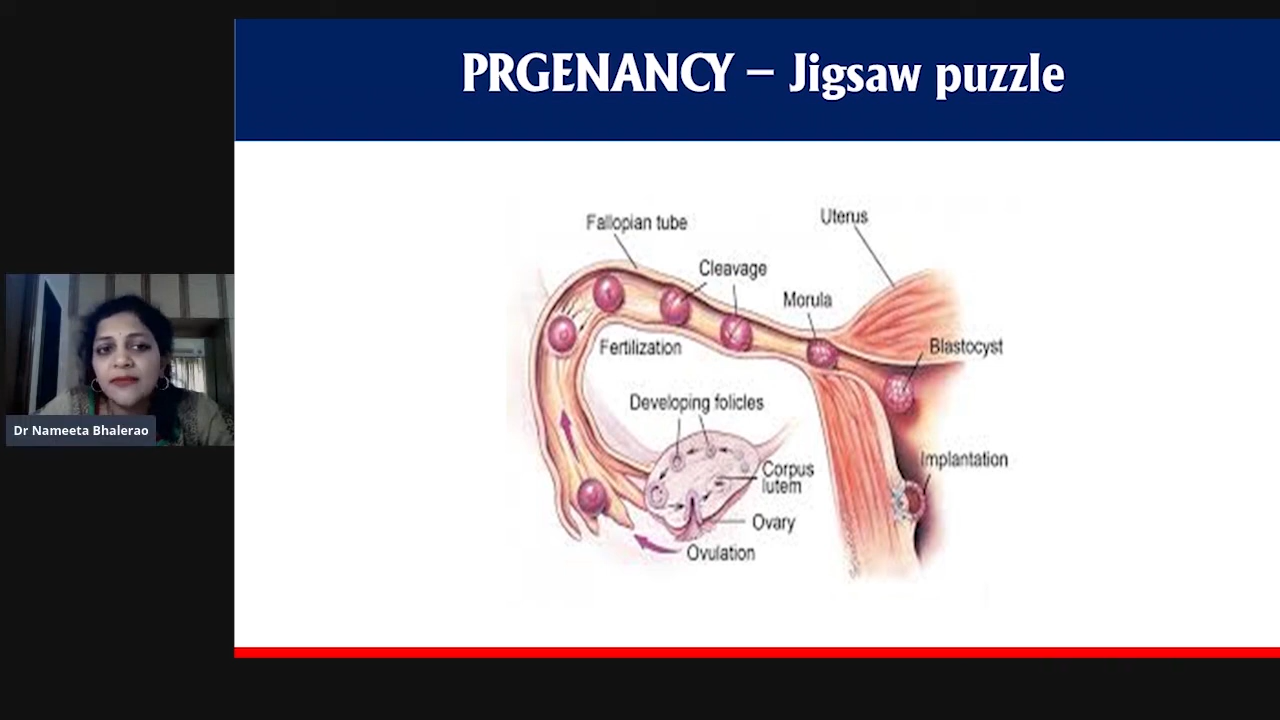 PRGENANCY – Jigsaw puzzle
Fallopian tube
Uterus
Cleavage
Morula
Fertilization
Blastocyst
Developing follicles
Corpus
lutem
Implantation
Ovary
Ovulation
Dr Nameeta Bhalerao